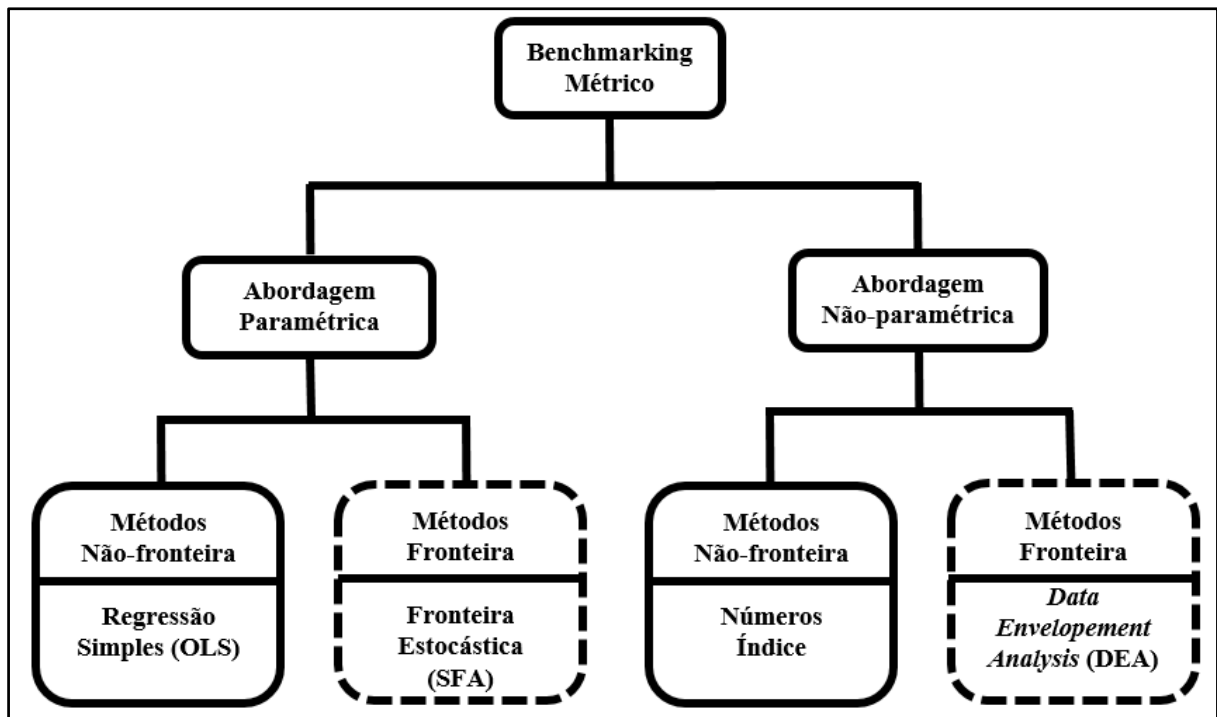 Benchmarking
Métrico
Abordagem
Paramétrica
Abordagem
Não-paramétrica
Métodos
Não-fronteira
Regressão
Simples (OLS)
Métodos
Fronteira
Fronteira
Estocástica
(SFA)
Métodos
Não-fronteira
Números
Índice
Métodos
Fronteira
Data
Envelopement
Analysis (DEA)